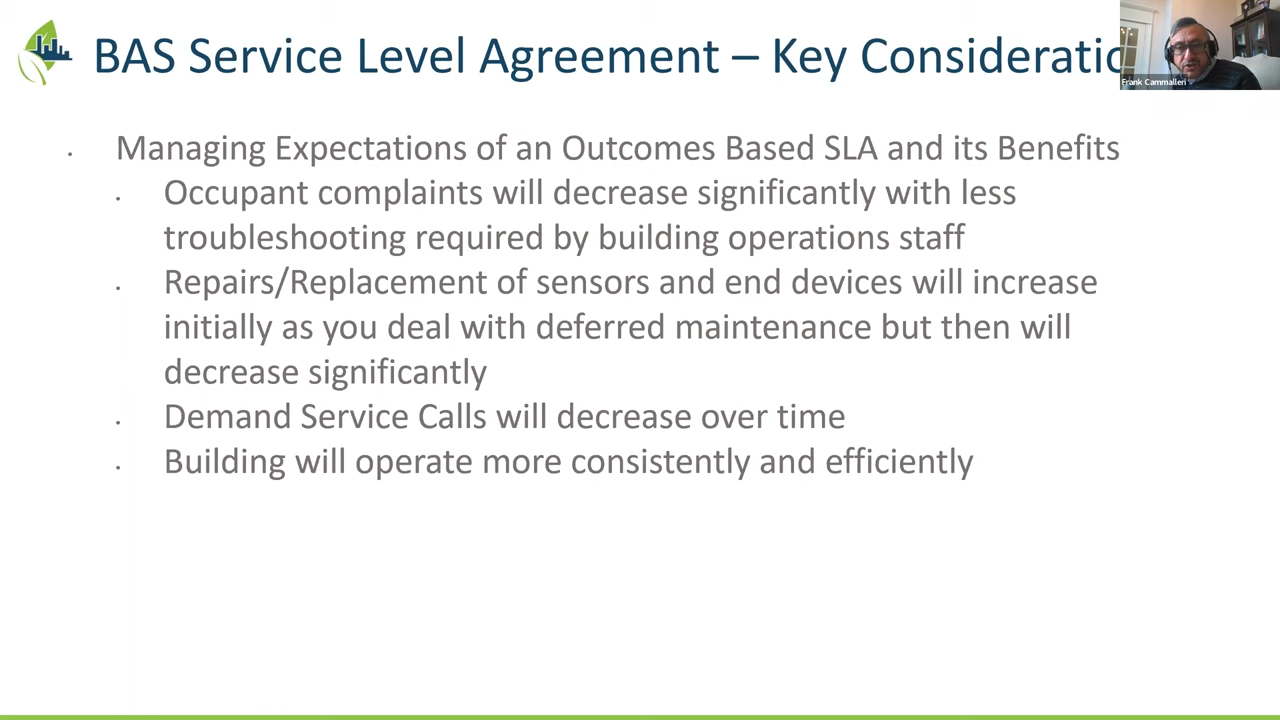 BAS Service Level Agreement – Key Consideratio
Frank Cammalleri
• Managing Expectations of an Outcomes Based SLA and its Benefits
• Occupant complaints will decrease significantly with less
troubleshooting required by building operations staff
• Repairs/Replacement of sensors and end devices will increase
initially as you deal with deferred maintenance but then will
decrease significantly
• Demand Service Calls will decrease over time
• Building will operate more consistently and efficiently